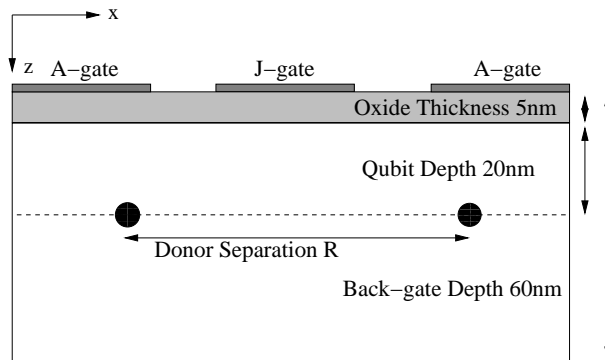 x
z
A−gate J−gate A−gate
Oxide Thickness 5nm
Qubit Depth 20nm
Donor Separation R
Back−gate Depth 60nm